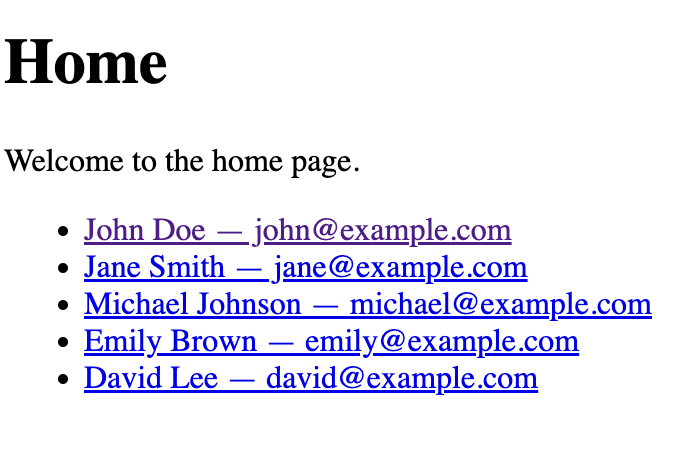 Home
Welcome to the home page.
• John Doe — john@example.com
• Jane Smith — jane@example.com
• Michael Johnson — michael@example.com
• Emily Brown — emily@example.com
• David Lee — david@example.com